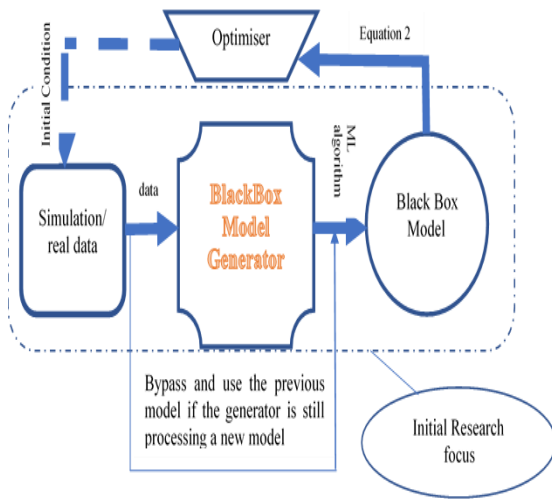 Optimiser
Equation 2
Initial Condition
Simulation/
real data
data
BlackBox
Model
Generator
ML
algorithm
Black Box
Model
Bypass and use the previous
model if the generator is still
processing a new model
Initial Research
focus